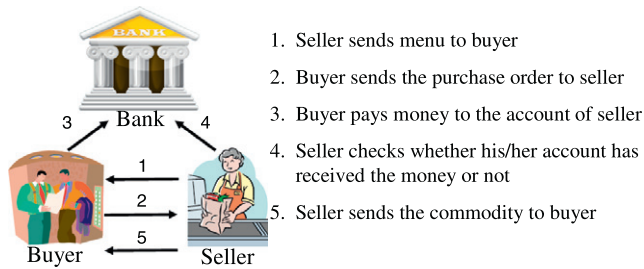 BANK
1. Seller sends menu to buyer
2. Buyer sends the purchase order to seller
3 Bank 4
3. Buyer pays money to the account of seller
4. Seller checks whether his/her account has
received the money or not
1
2
5. Seller sends the commodity to buyer
5
Buyer Seller